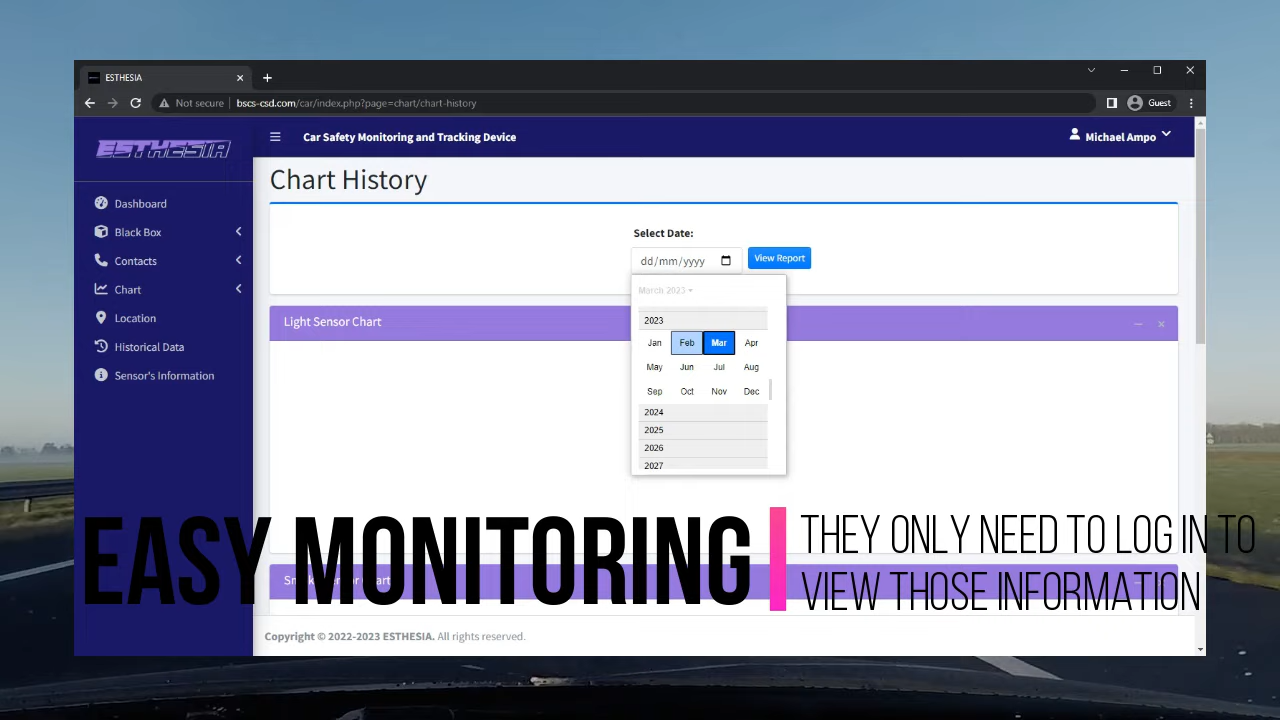 ESTHESIA
Not secure
bscs-csd.com/car/index.php?page=chart/chart-history
Guest
ESTHESIA
Car Safety Monitoring and Tracking Device
Michael Ampo
Dashboard
Black Box
Contacts
Chart
Location
Historical Data
Sensor's Information
Chart History
Select Date:
dd/mm/yyyy
View Report
March 2023
2023
Jan Feb Mar Apr
May Jun Jul Aug
Sep Oct Nov Dec
2024
2025
2026
2027
Light Sensor Chart
EASY MONITORING
THEY ONLY NEED TO LOG IN TO
VIEW THOSE INFORMATION
Copyright © 2022-2023 ESTHESIA. All rights reserved.